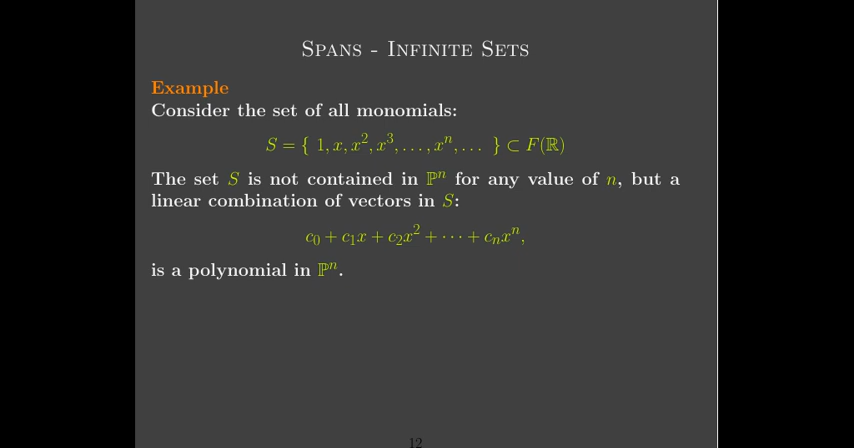 Spans - Infinite Sets
Example
Consider the set of all monomials:
S = { 1, x, x², x³, . . . , xⁿ, . . . } ⊂ F(ℝ)
The set S is not contained in ℙⁿ for any value of n, but a
linear combination of vectors in S:
c₀ + c₁x + c₂x² + · · · + cₙxⁿ,
is a polynomial in ℙⁿ.
12